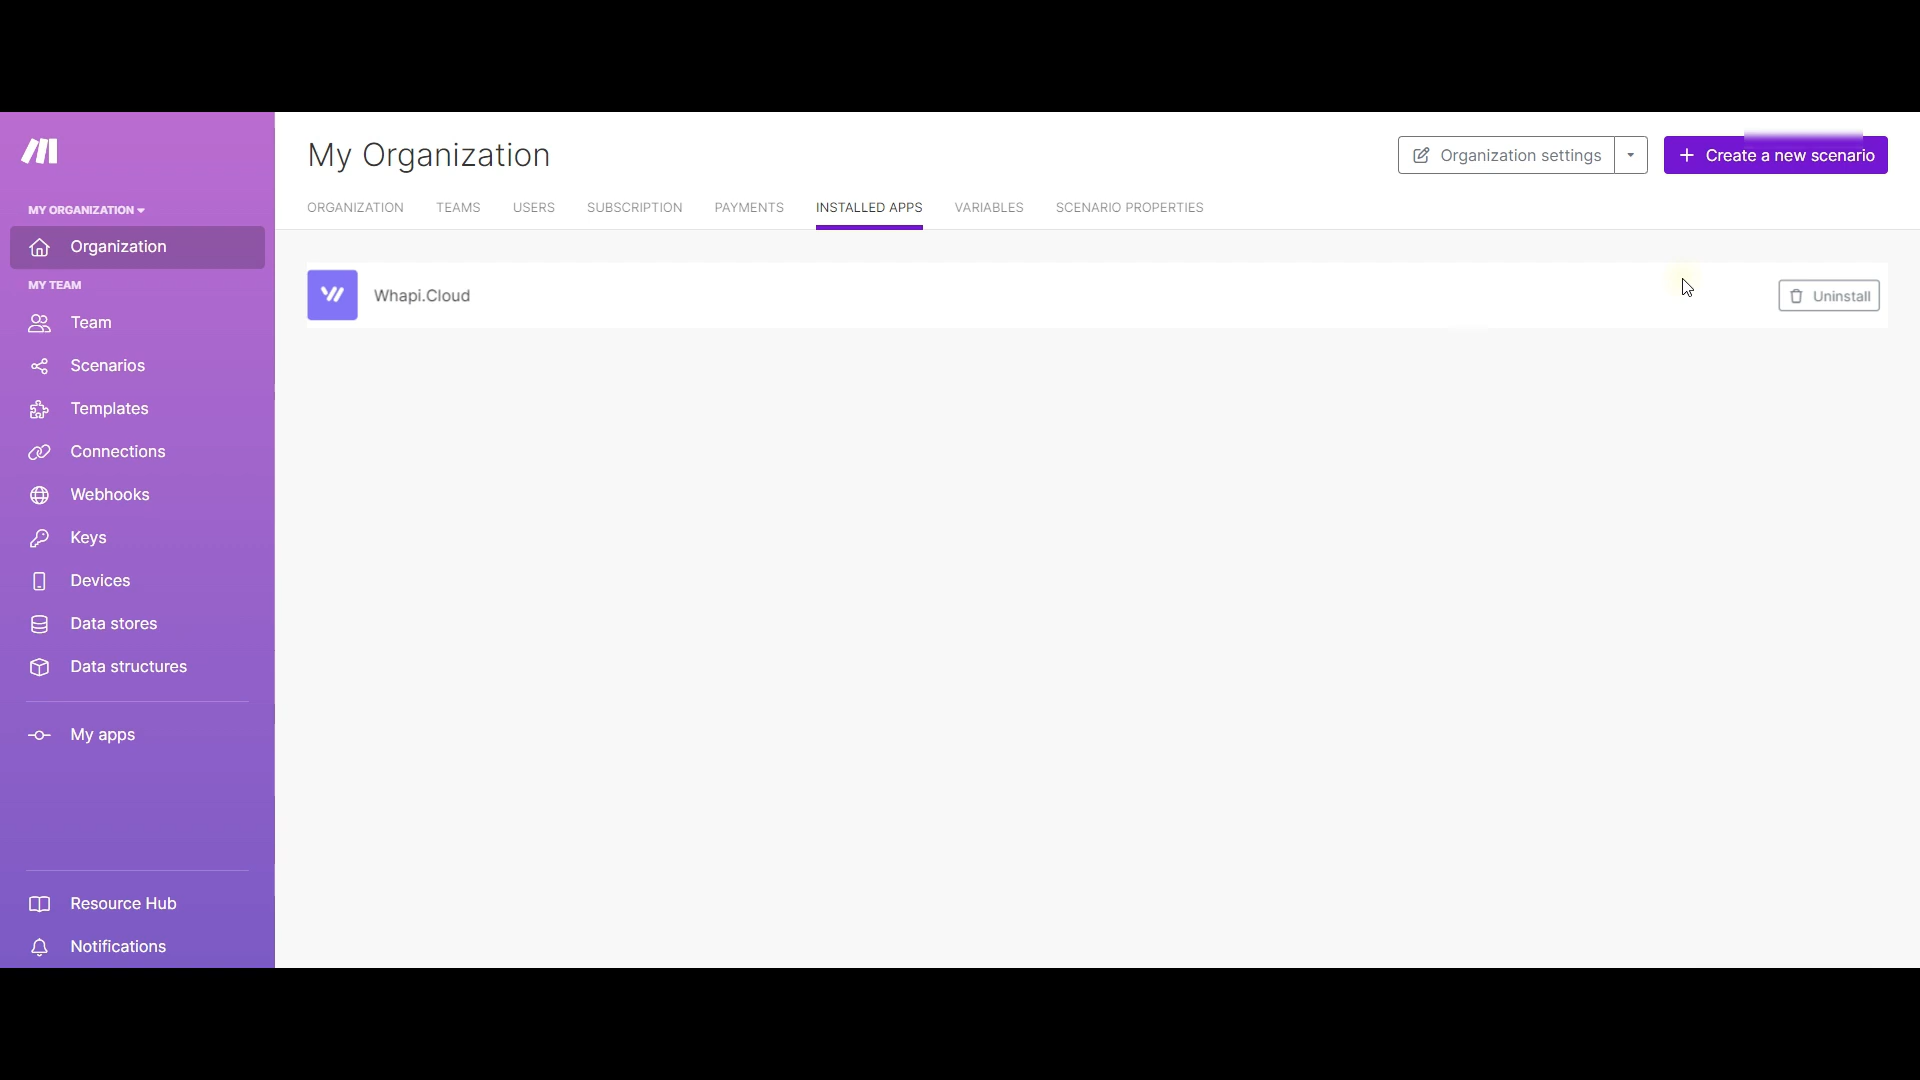 My Organization
Organization settings
+ Create a new scenario
MY ORGANIZATION
ORGANIZATION TEAMS USERS SUBSCRIPTION PAYMENTS INSTALLED APPS VARIABLES SCENARIO PROPERTIES
Organization
MY TEAM
Whapi.Cloud
Uninstall
Team
Scenarios
Templates
Connections
Webhooks
Keys
Devices
Data stores
Data structures
My apps
Resource Hub
Notifications